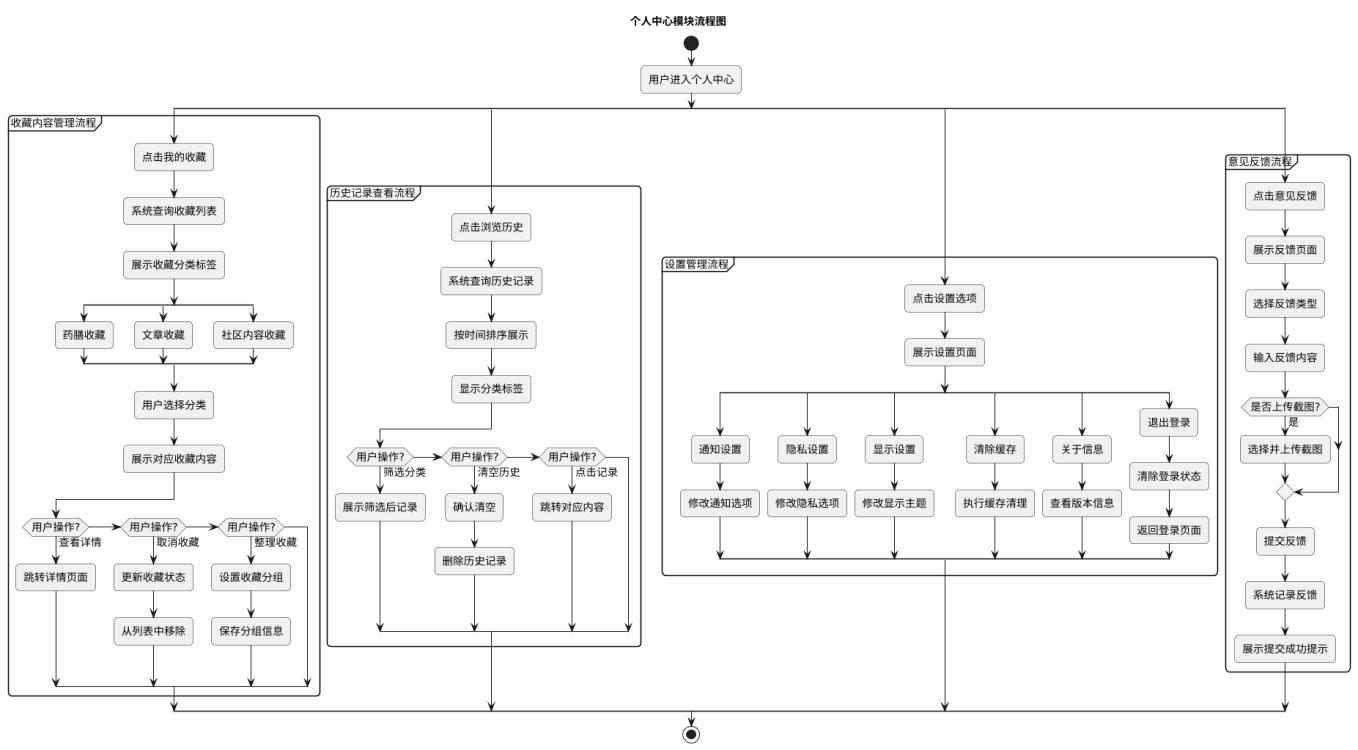 个人中心模块流程图
用户进入个人中心
收藏内容管理流程
点击我的收藏
系统查询收藏列表
展示收藏分类标签
药膳收藏
文章收藏
社区内容收藏
用户选择分类
展示对应收藏内容
用户操作?
查看详情
用户操作?
取消收藏
用户操作?
整理收藏
跳转详情页面
更新收藏状态
设置收藏分组
从列表中移除
保存分组信息
历史记录查看流程
点击浏览历史
系统查询历史记录
按时间排序展示
显示分类标签
用户操作?
筛选分类
用户操作?
清空历史
用户操作?
点击记录
展示筛选后记录
确认清空
跳转对应内容
删除历史记录
设置管理流程
点击设置选项
展示设置页面
通知设置
隐私设置
显示设置
清除缓存
关于信息
退出登录
修改通知选项
修改隐私选项
修改显示主题
执行缓存清理
查看版本信息
清除登录状态
返回登录页面
意见反馈流程
点击意见反馈
展示反馈页面
选择反馈类型
输入反馈内容
是否上传截图?
是
选择并上传截图
提交反馈
系统记录反馈
展示提交成功提示